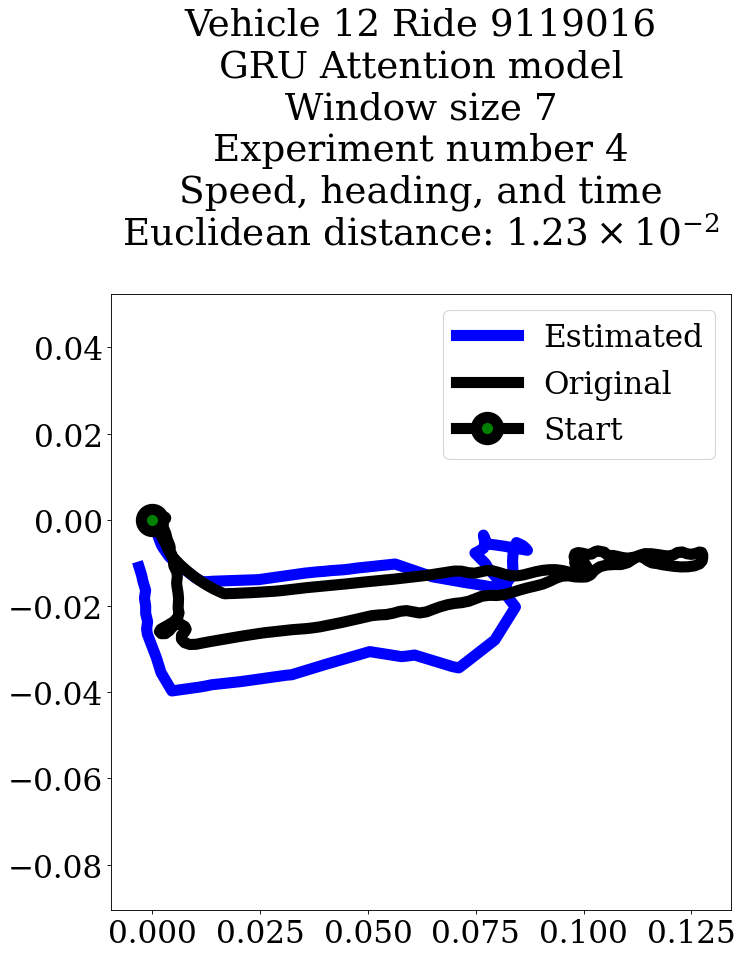 Vehicle 12 Ride 9119016
GRU Attention model
Window size 7
Experiment number 4
Speed, heading, and time
Euclidean distance: 1.23 × 10⁻²
Estimated
Original
Start
0.04
0.02
0.00
−0.02
−0.04
−0.06
−0.08
0.000 0.025 0.050 0.075 0.100 0.125